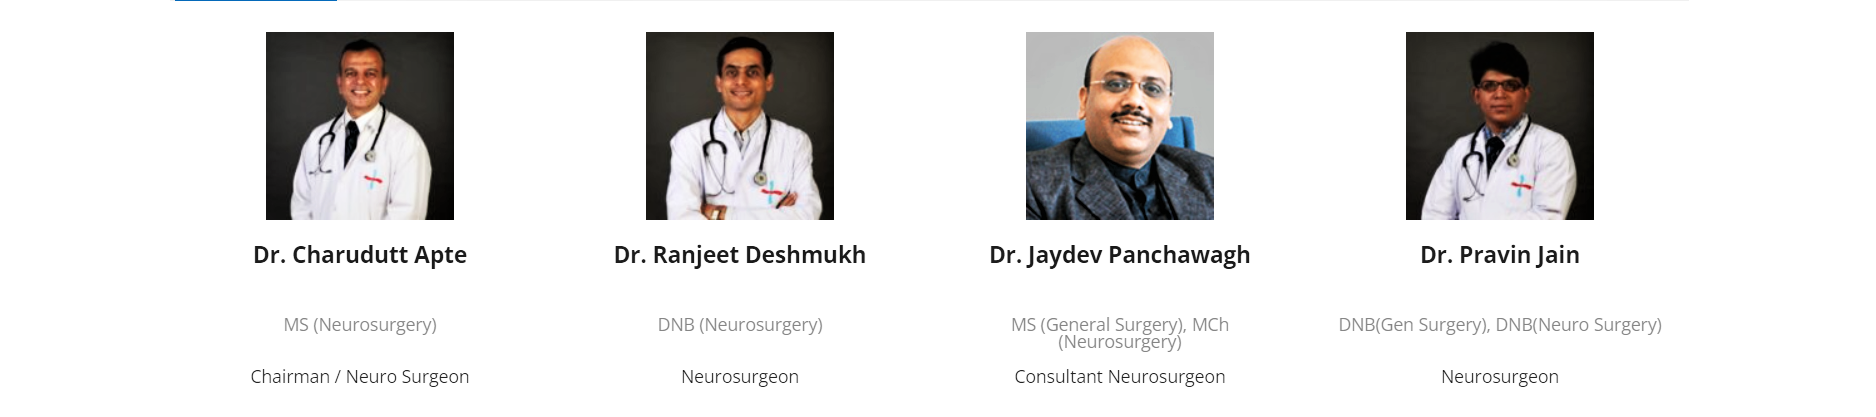 Dr. Charudutt Apte
MS (Neurosurgery)
Chairman / Neuro Surgeon
Dr. Ranjeet Deshmukh
DNB (Neurosurgery)
Neurosurgeon
Dr. Jaydev Panchawagh
MS (General Surgery), MCh
(Neurosurgery)
Consultant Neurosurgeon
Dr. Pravin Jain
DNB(Gen Surgery), DNB(Neuro Surgery)
Neurosurgeon